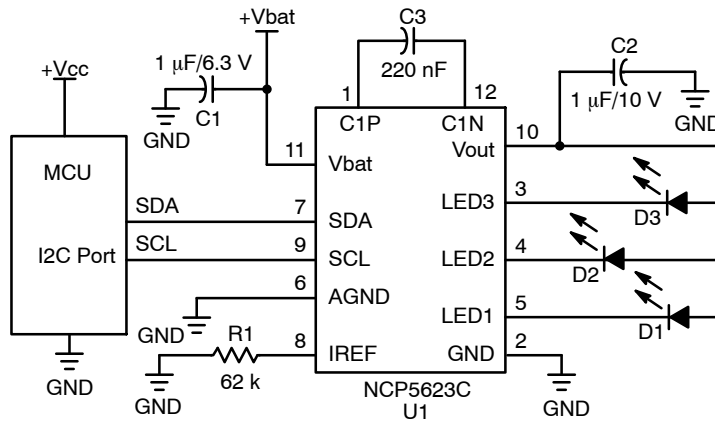 +Vbat
C3
C2
1 µF/6.3 V
220 nF
1 µF/10 V
+Vcc
GND
C1
1
12
GND
C1P
C1N
10
11
Vbat
Vout
MCU
SDA
7
SDA
LED3
3
D3
SCL
9
SCL
I2C Port
LED2
4
D2
6
AGND
GND
LED1
5
D1
R1
8
IREF
GND
2
GND
62 k
GND
GND
NCP5623C
U1